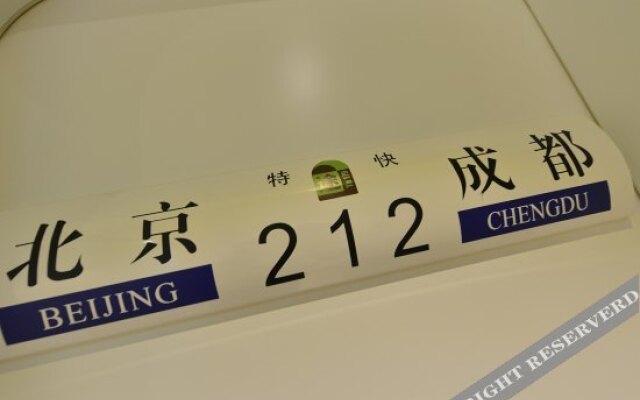 北京 特 快 成都
BEIJING 212 CHENGDU
RIGHT RESERVERD